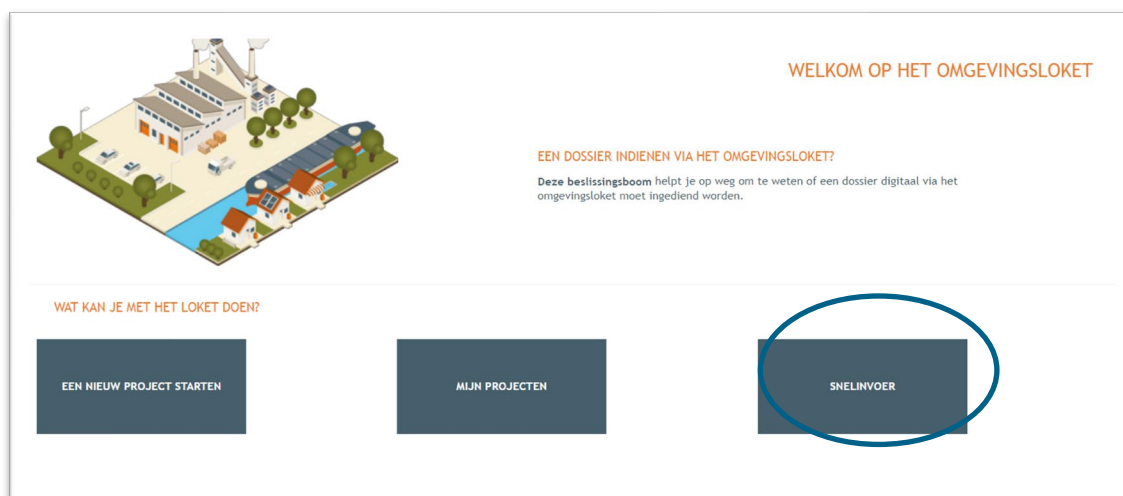 WELKOM OP HET OMGEVINGSLOKET
EEN DOSSIER INDIENEN VIA HET OMGEVINGSLOKET?
Deze beslissingsboom helpt je op weg om te weten of een dossier digitaal via het
omgevingsloket moet ingediend worden.
WAT KAN JE MET HET LOKET DOEN?
EEN NIEUW PROJECT STARTEN
MIJN PROJECTEN
SNELINVOER